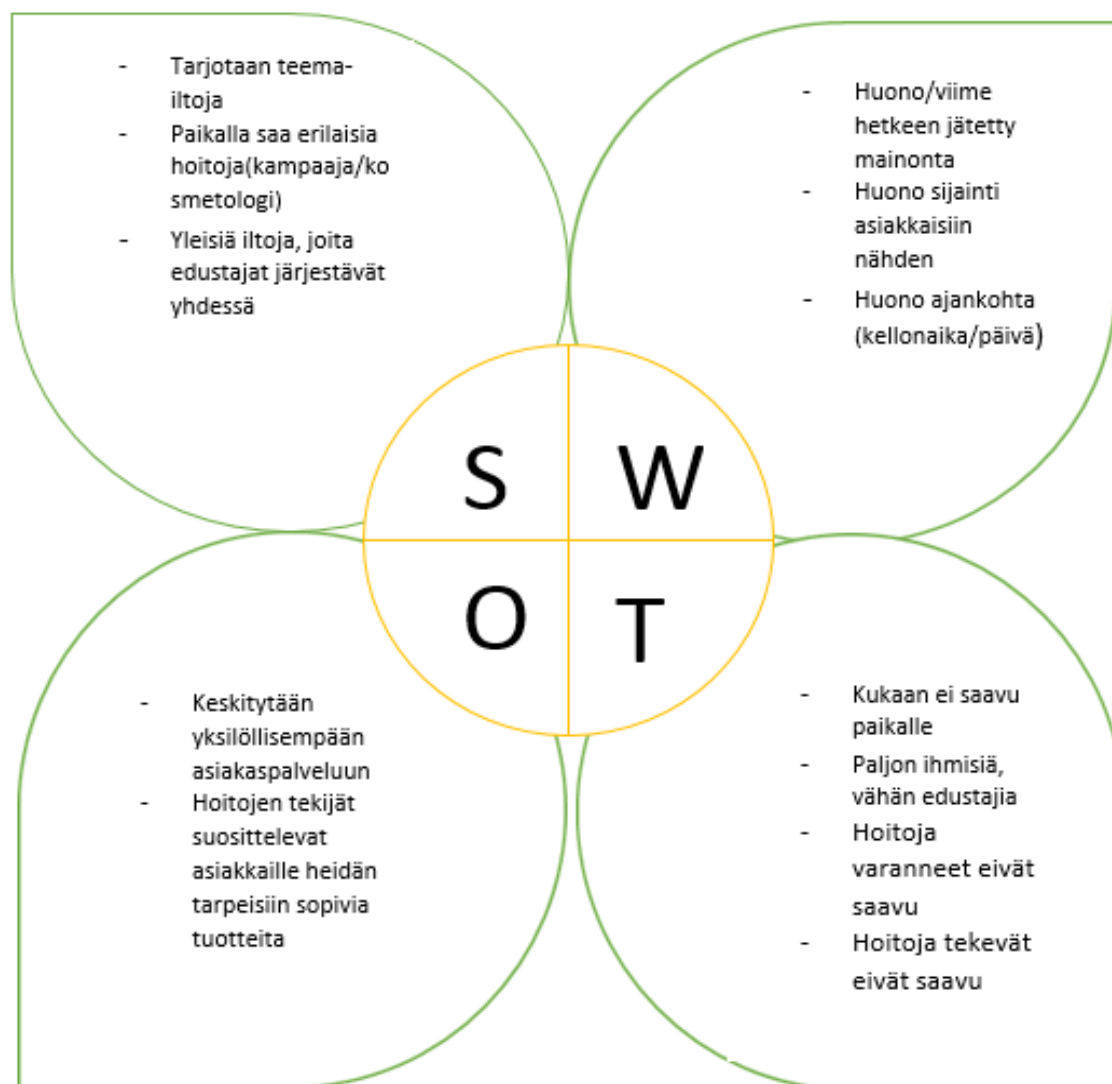 - Tarjotaan teema-
iltoja
- Paikalla saa erilaisia
hoitoja(kampaaja/ko
smetologi)
- Yleisiä iltoja, joita
edustajat järjestävät
yhdessä
- Huono/viime
hetkeen jätetty
mainonta
- Huono sijainti
asiakkaisiin
nähden
- Huono ajankohta
(kellonaika/päivä)
S W
O T
- Keskitytään
yksilöllisempään
asiakaspalveluun
- Hoitojen tekijät
suosittelevat
asiakkaille heidän
tarpeisiin sopivia
tuotteita
- Kukaan ei saavu
paikalle
- Paljon ihmisiä,
vähän edustajia
- Hoitoja
varanneet eivät
saavu
- Hoitoja tekevät
eivät saavu